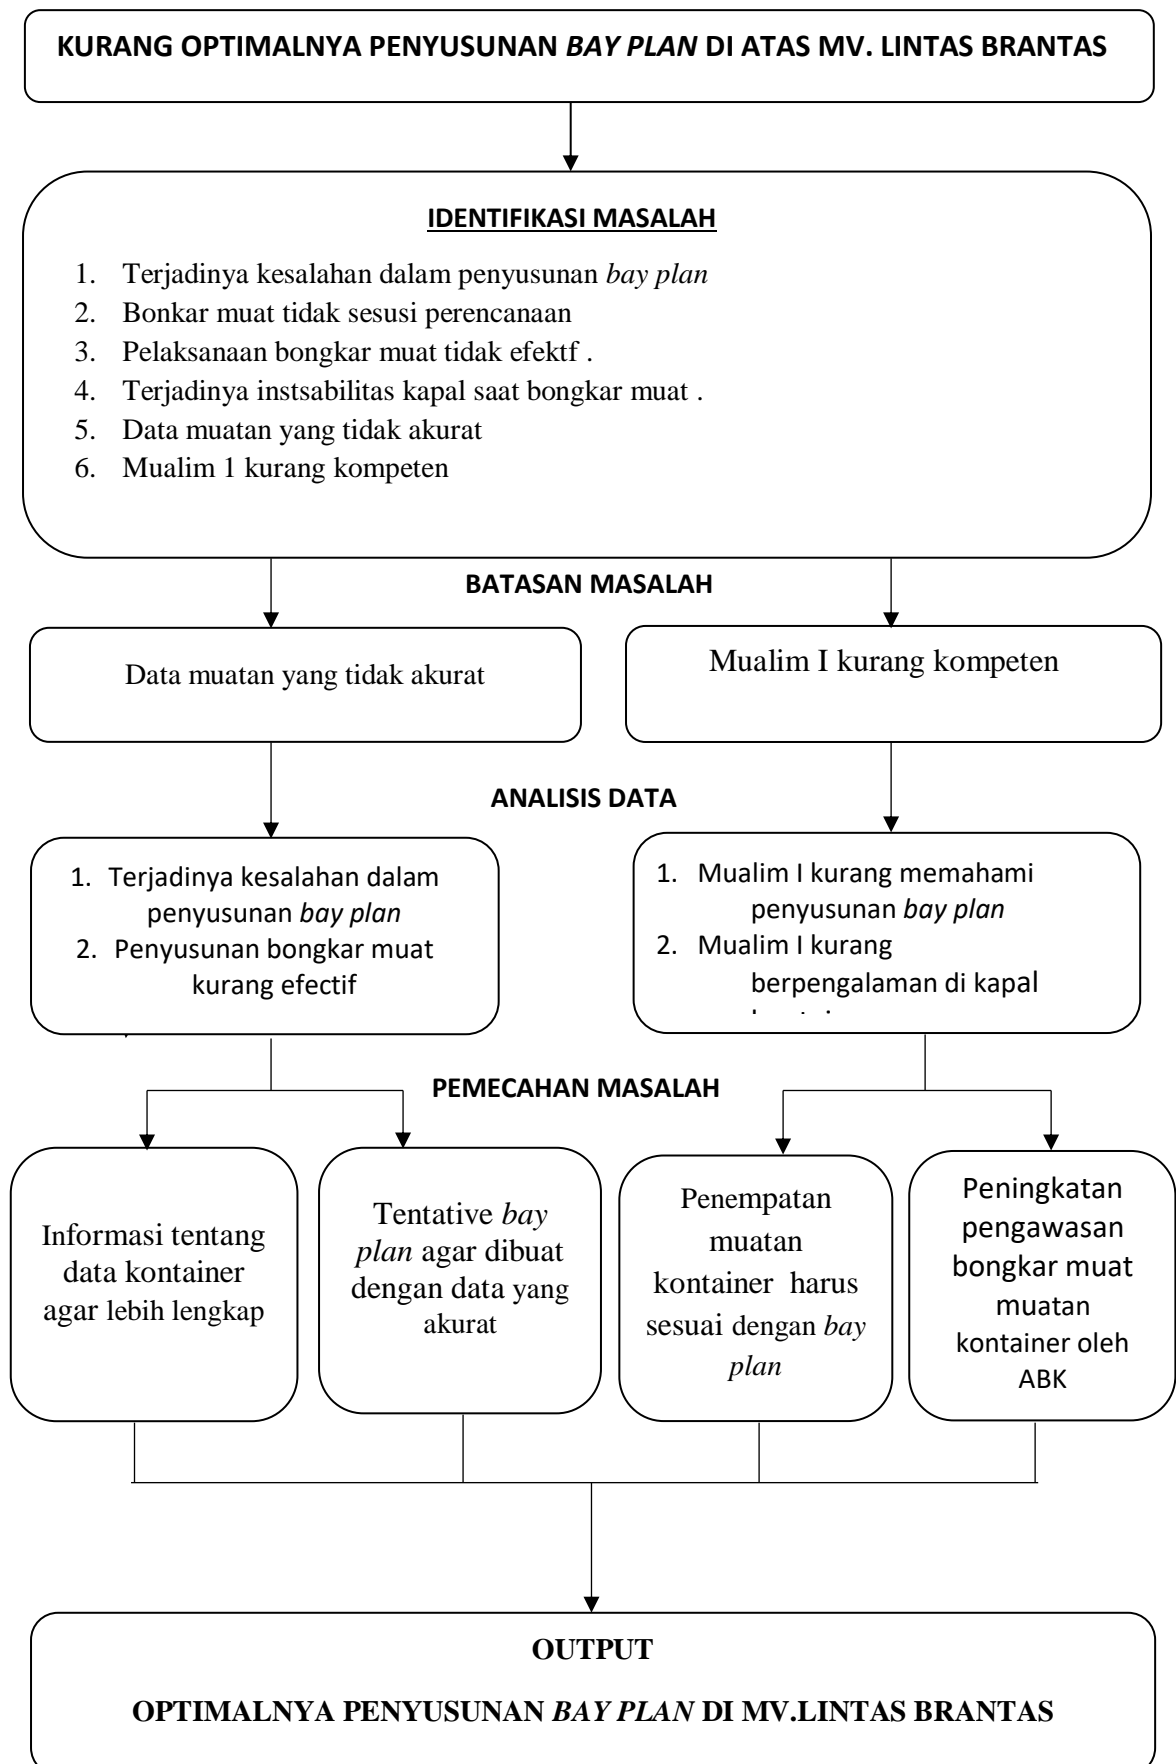 KURANG OPTIMALNYA PENYUSUNAN BAY PLAN DI ATAS MV. LINTAS BRANTAS
IDENTIFIKASI MASALAH
1. Terjadinya kesalahan dalam penyusunan bay plan
2. Bonkar muat tidak sesusi perencanaan
3. Pelaksanaan bongkar muat tidak efektf .
4. Terjadinya instsabilitas kapal saat bongkar muat .
5. Data muatan yang tidak akurat
6. Mualim 1 kurang kompeten
BATASAN MASALAH
Data muatan yang tidak akurat
Mualim I kurang kompeten
ANALISIS DATA
1. Terjadinya kesalahan dalam
penyusunan bay plan
2. Penyusunan bongkar muat
kurang efectif
1. Mualim I kurang memahami
penyusunan bay plan
2. Mualim I kurang
berpengalaman di kapal
PEMECAHAN MASALAH
Informasi tentang
data kontainer
agar lebih lengkap
Tentative bay
plan agar dibuat
dengan data yang
akurat
Penempatan
muatan
kontainer harus
sesuai dengan bay
plan
Peningkatan
pengawasan
bongkar muat
muatan
kontainer oleh
ABK
OUTPUT
OPTIMALNYA PENYUSUNAN BAY PLAN DI MV.LINTAS BRANTAS